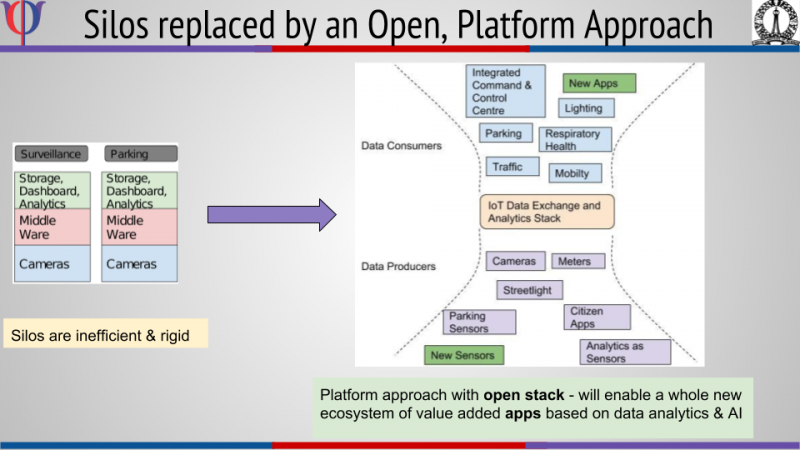 Silos replaced by an Open, Platform Approach
Surveillance
Parking
Storage,
Dashboard,
Analytics
Storage,
Dashboard,
Analytics
Middle
Ware
Middle
Ware
Cameras
Cameras
Silos are inefficient & rigid
Integrated
Command &
Control
Centre
New Apps
Lighting
Parking
Respiratory
Health
Data Consumers
Traffic
Mobilty
IoT Data Exchange and
Analytics Stack
Data Producers
Cameras
Meters
Streetlight
Parking
Sensors
Citizen
Apps
New Sensors
Analytics as
Sensors
Platform approach with open stack - will enable a whole new
ecosystem of value added apps based on data analytics & AI